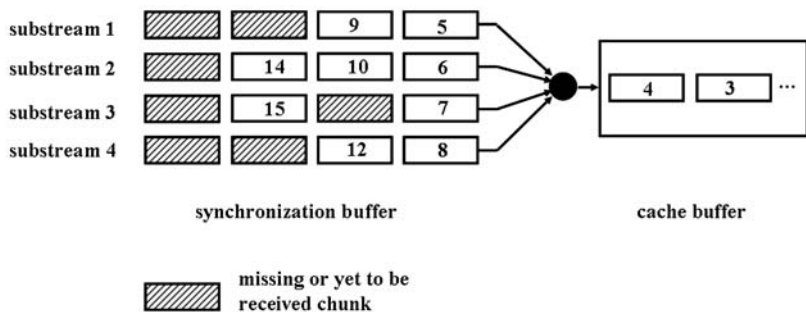 substream 1 9 5
substream 2 14 10 6
substream 3 15 7
substream 4 12 8
4 3 ...
synchronization buffer cache buffer
missing or yet to be
received chunk